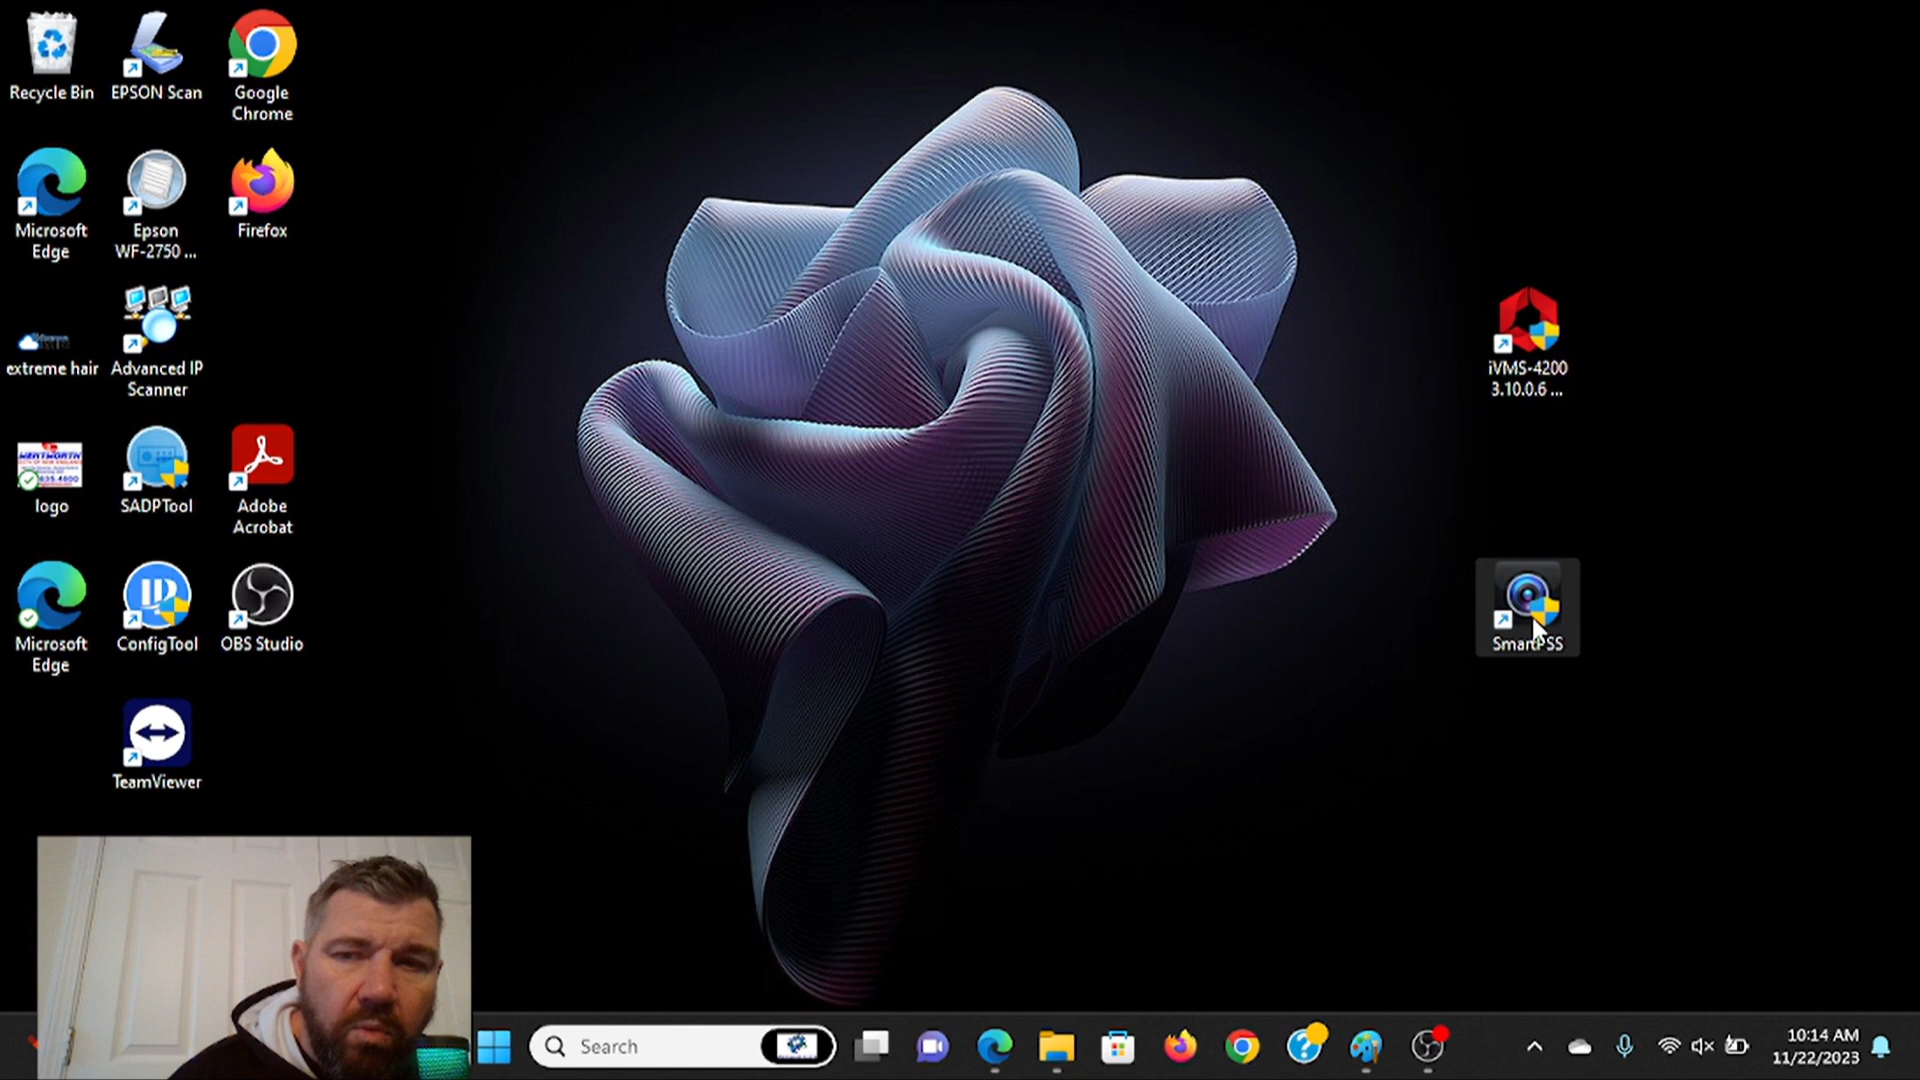 Recycle Bin
EPSON Scan
Google
Chrome
Microsoft
Edge
Epson
WF-2750 ...
Firefox
extreme hair
Advanced IP
Scanner
logo
SADPTool
Adobe
Acrobat
Microsoft
Edge
IP
ConfigTool
OBS Studio
TeamViewer
iVMS-4200
3.10.0.6 ...
SmartPSS
Search
10:14 AM
11/22/2023